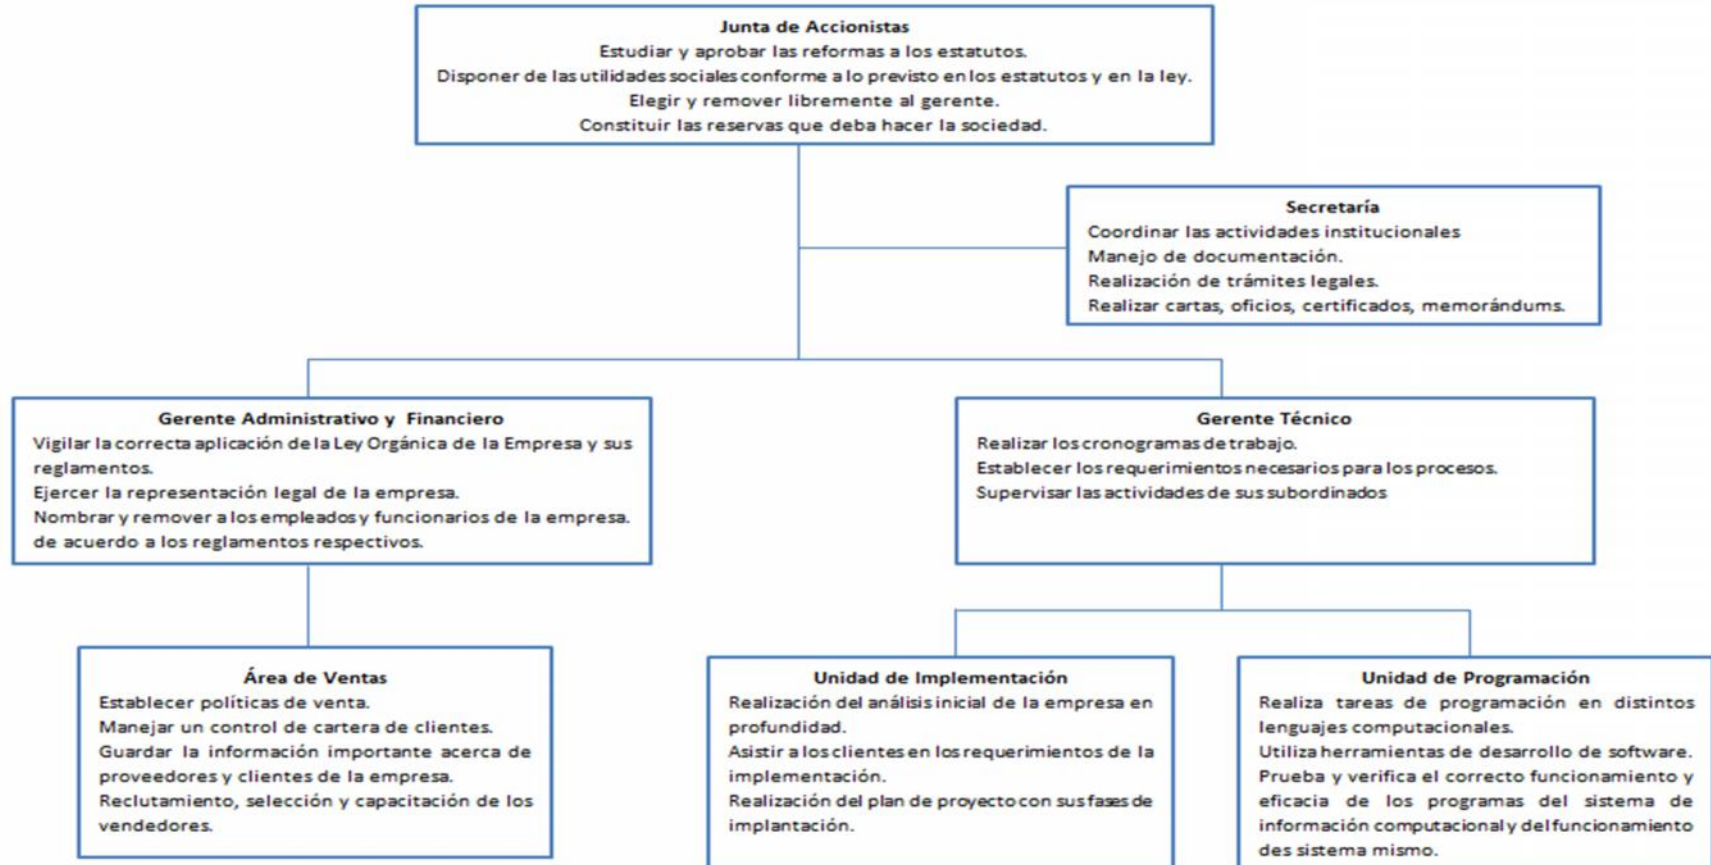 Junta de Accionistas
Estudiar y aprobar las reformas a los estatutos.
Disponer de las utilidades sociales conforme a lo previsto en los estatutos y en la ley.
Elegir y remover libremente al gerente.
Constituir las reservas que deba hacer la sociedad.
Secretaría
Coordinar las actividades institucionales
Manejo de documentación.
Realización de trámites legales.
Realizar cartas, oficios, certificados, memorándums.
Gerente Administrativo y Financiero
Vigilar la correcta aplicación de la Ley Orgánica de la Empresa y sus
reglamentos.
Ejercer la representación legal de la empresa.
Nombrar y remover a los empleados y funcionarios de la empresa.
de acuerdo a los reglamentos respectivos.
Gerente Técnico
Realizar los cronogramas de trabajo.
Establecer los requerimientos necesarios para los procesos.
Supervisar las actividades de sus subordinados
Área de Ventas
Establecer políticas de venta.
Manejar un control de cartera de clientes.
Guardar la información importante acerca de
proveedores y clientes de la empresa.
Reclutamiento, selección y capacitación de los
vendedores.
Unidad de Implementación
Realización del análisis inicial de la empresa en
profundidad.
Asistir a los clientes en los requerimientos de la
implementación.
Realización del plan de proyecto con sus fases de
implantación.
Unidad de Programación
Realiza tareas de programación en distintos
lenguajes computacionales.
Utiliza herramientas de desarrollo de software.
Prueba y verifica el correcto funcionamiento y
eficacia de los programas del sistema de
información computacional y del funcionamiento
des sistema mismo.